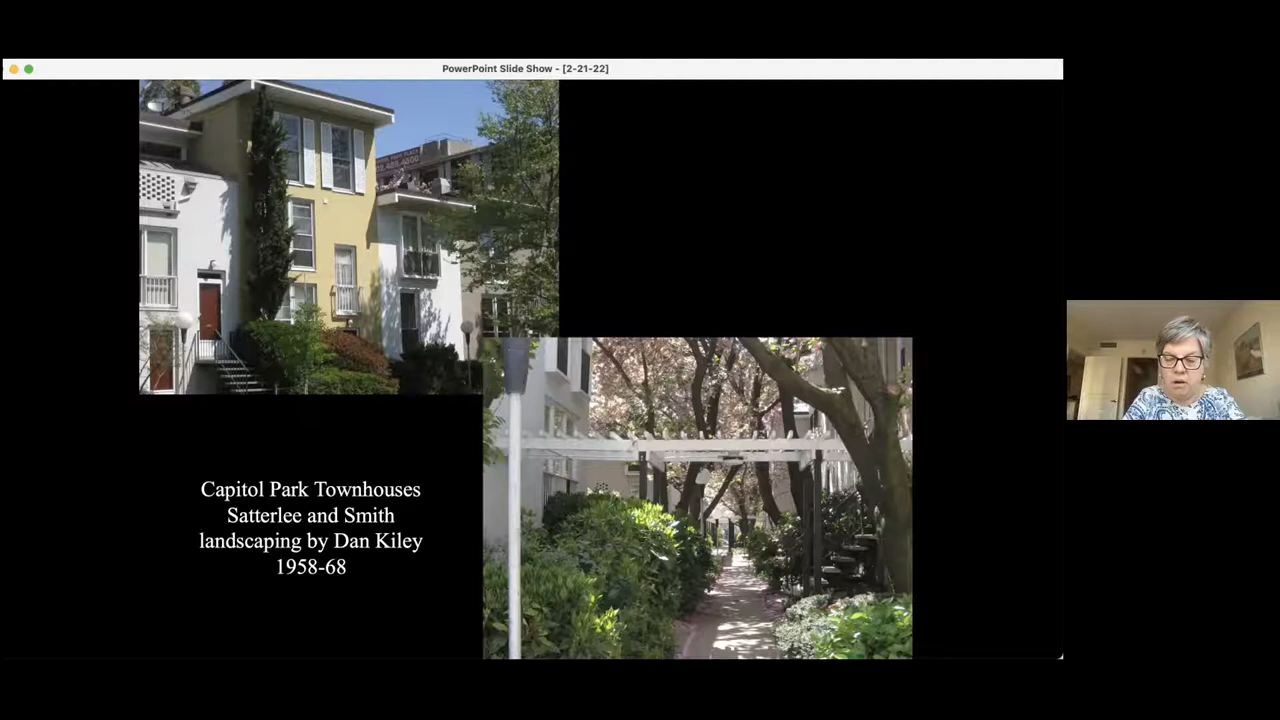 PowerPoint Slide Show - [2-21-22]
Capitol Park Townhouses
Satterlee and Smith
landscaping by Dan Kiley
1958-68